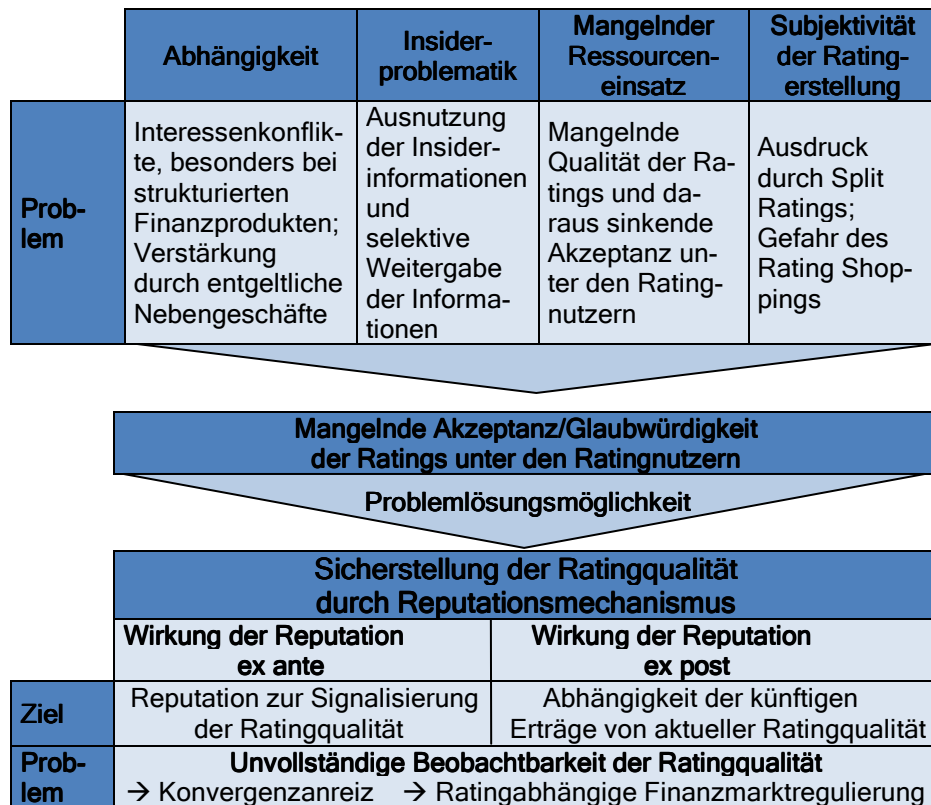 Abhängigkeit
Insider-
problematik
Mangelnder
Ressourcen-
einsatz
Subjektivität
der Rating-
erstellung
Prob-
lem
Interessenkonflik-
te, besonders bei
strukturierten
Finanzprodukten;
Verstärkung
durch entgeltliche
Nebengeschäfte
Ausnutzung
der Insider-
informationen
und
selektive
Weitergabe
der Informa-
tionen
Mangelnde
Qualität der Ra-
tings und da-
raus sinkende
Akzeptanz un-
ter den Rating-
nutzern
Ausdruck
durch Split
Ratings;
Gefahr des
Rating Shop-
pings
Mangelnde Akzeptanz/Glaubwürdigkeit
der Ratings unter den Ratingnutzern
Problemlösungsmöglichkeit
Sicherstellung der Ratingqualität
durch Reputationsmechanismus
Wirkung der Reputation
ex ante
Wirkung der Reputation
ex post
Ziel
Reputation zur Signalisierung
der Ratingqualität
Abhängigkeit der künftigen
Erträge von aktueller Ratingqualität
Prob-
lem
Unvollständige Beobachtbarkeit der Ratingqualität
→ Konvergenzanreiz → Ratingabhängige Finanzmarktregulierung